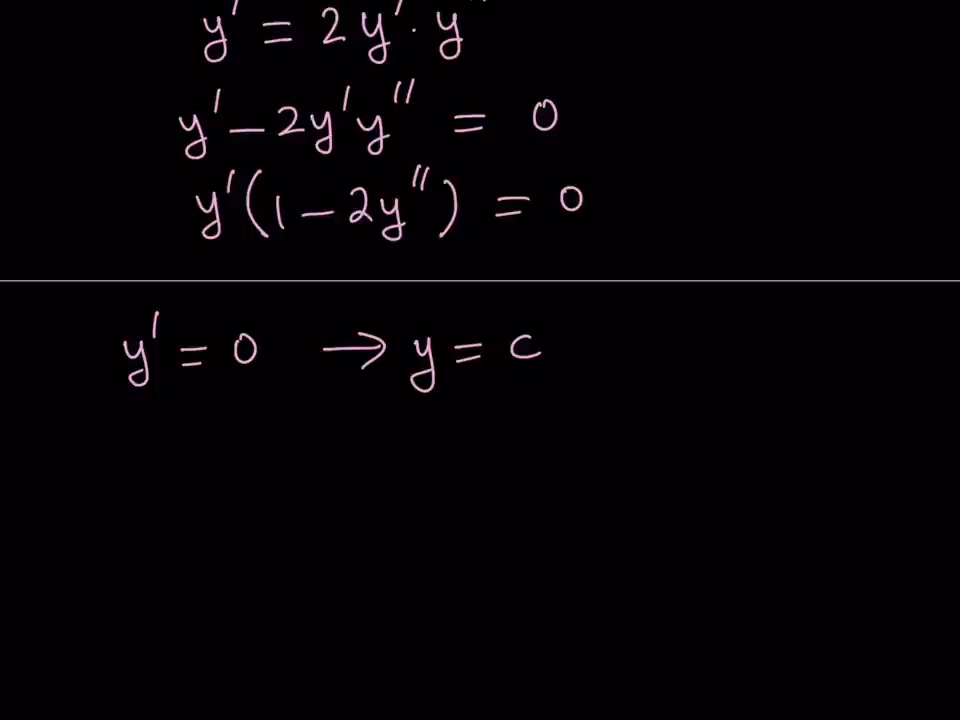 y' = 2y'·y''
y' − 2y'y'' = 0
y'(1 − 2y'') = 0
y' = 0 → y = c